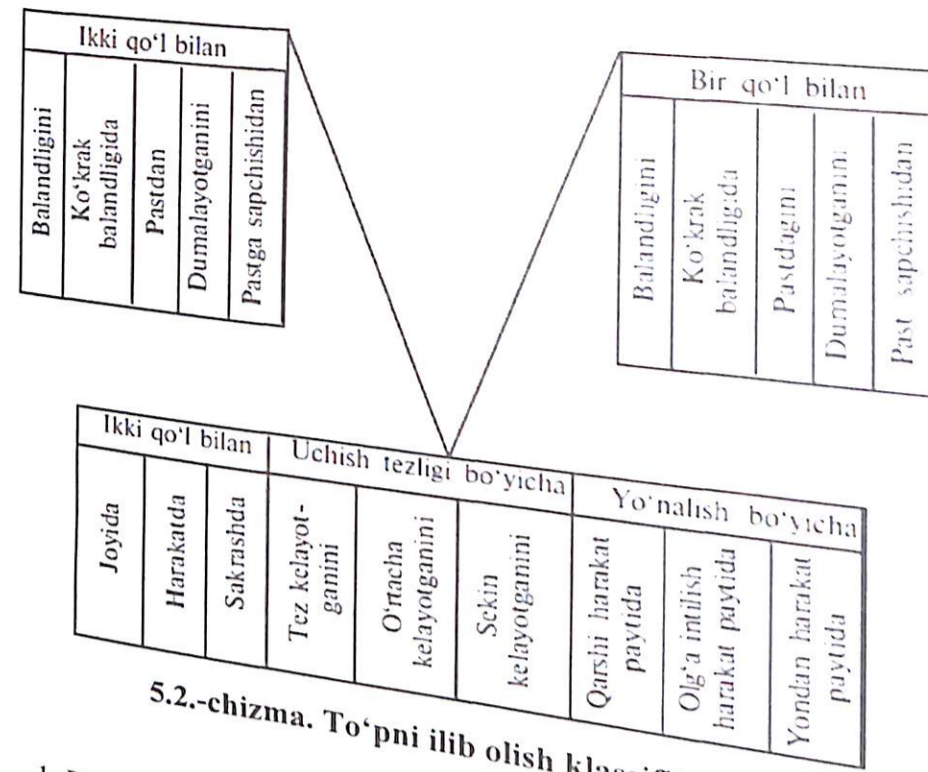 Ikki qo‘l bilan
Balandligini
Ko‘krak
balandligida
Pastdan
Dumalayotganini
Pastga sapchishidan
Bir qo‘l bilan
Balandligini
Ko‘krak
balandligida
Pastdagini
Dumalayotganini
Past sapchishidan
Ikki qo‘l bilan
Joyida
Harakatda
Sakrashda
Uchish tezligi bo‘yicha
Tez kelayot-
ganini
O‘rtacha
kelayotganini
Sekin
kelayotganini
Yo‘nalish bo‘yicha
Qarshi harakat
paytida
Olg‘a intilish
harakat paytida
Yondan harakat
paytida
5.2.-chizma. To‘pni ilib olish